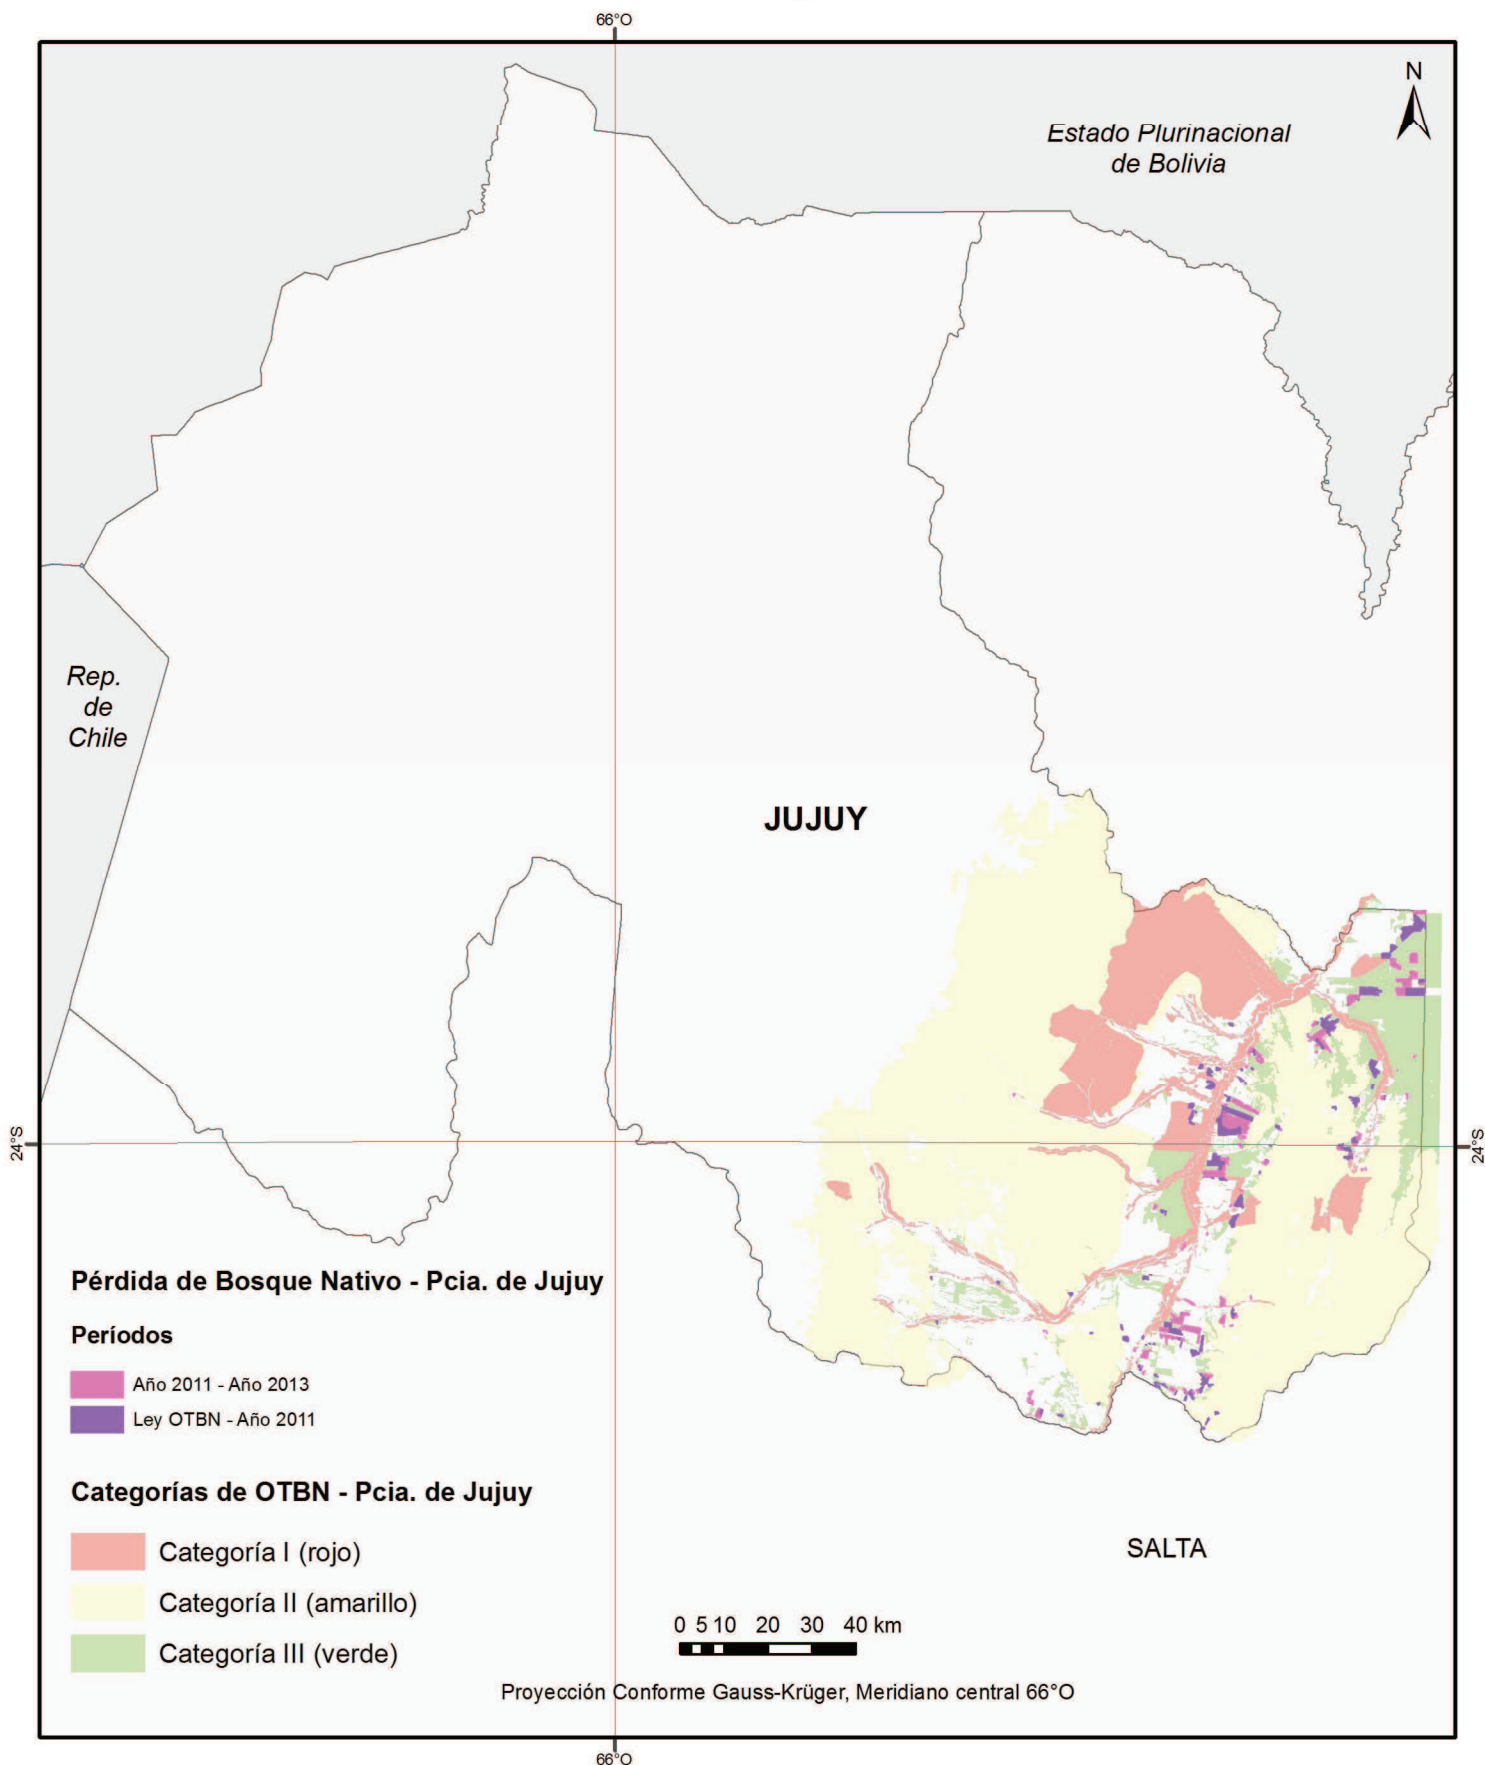 66°O
N
Estado Plurinacional
de Bolivia
Rep.
de
Chile
JUJUY
24°S
24°S
Pérdida de Bosque Nativo - Pcia. de Jujuy
Períodos
Año 2011 - Año 2013
Ley OTBN - Año 2011
Categorías de OTBN - Pcia. de Jujuy
Categoría I (rojo)
Categoría II (amarillo)
Categoría III (verde)
SALTA
0 5 10 20 30 40 km
Proyección Conforme Gauss-Krüger, Meridiano central 66°O
66°O